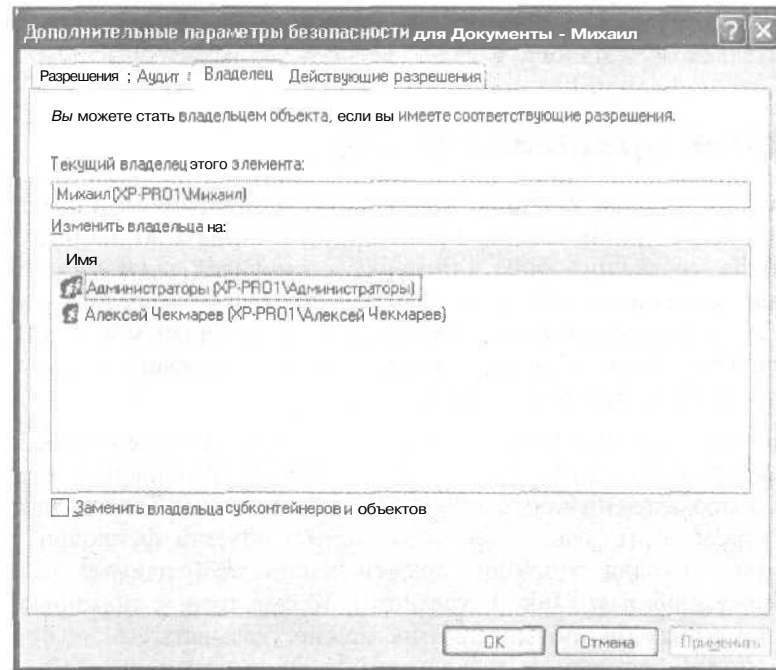 Дополнительные параметры безопасности для Документы - Михаил
Разрешения Аудит Владелец Действующие разрешения
Вы можете стать владельцем объекта, если вы имеете соответствующие разрешения.
Текущий владелец этого элемента:
Михаил (XP-PRO1\Михаил)
Изменить владельца на:
Имя
Администраторы (XP-PRO1\Администраторы)
Алексей Чекмарев (XP-PRO1\Алексей Чекмарев)
Заменить владельца субконтейнеров и объектов
OK Отмена Применить